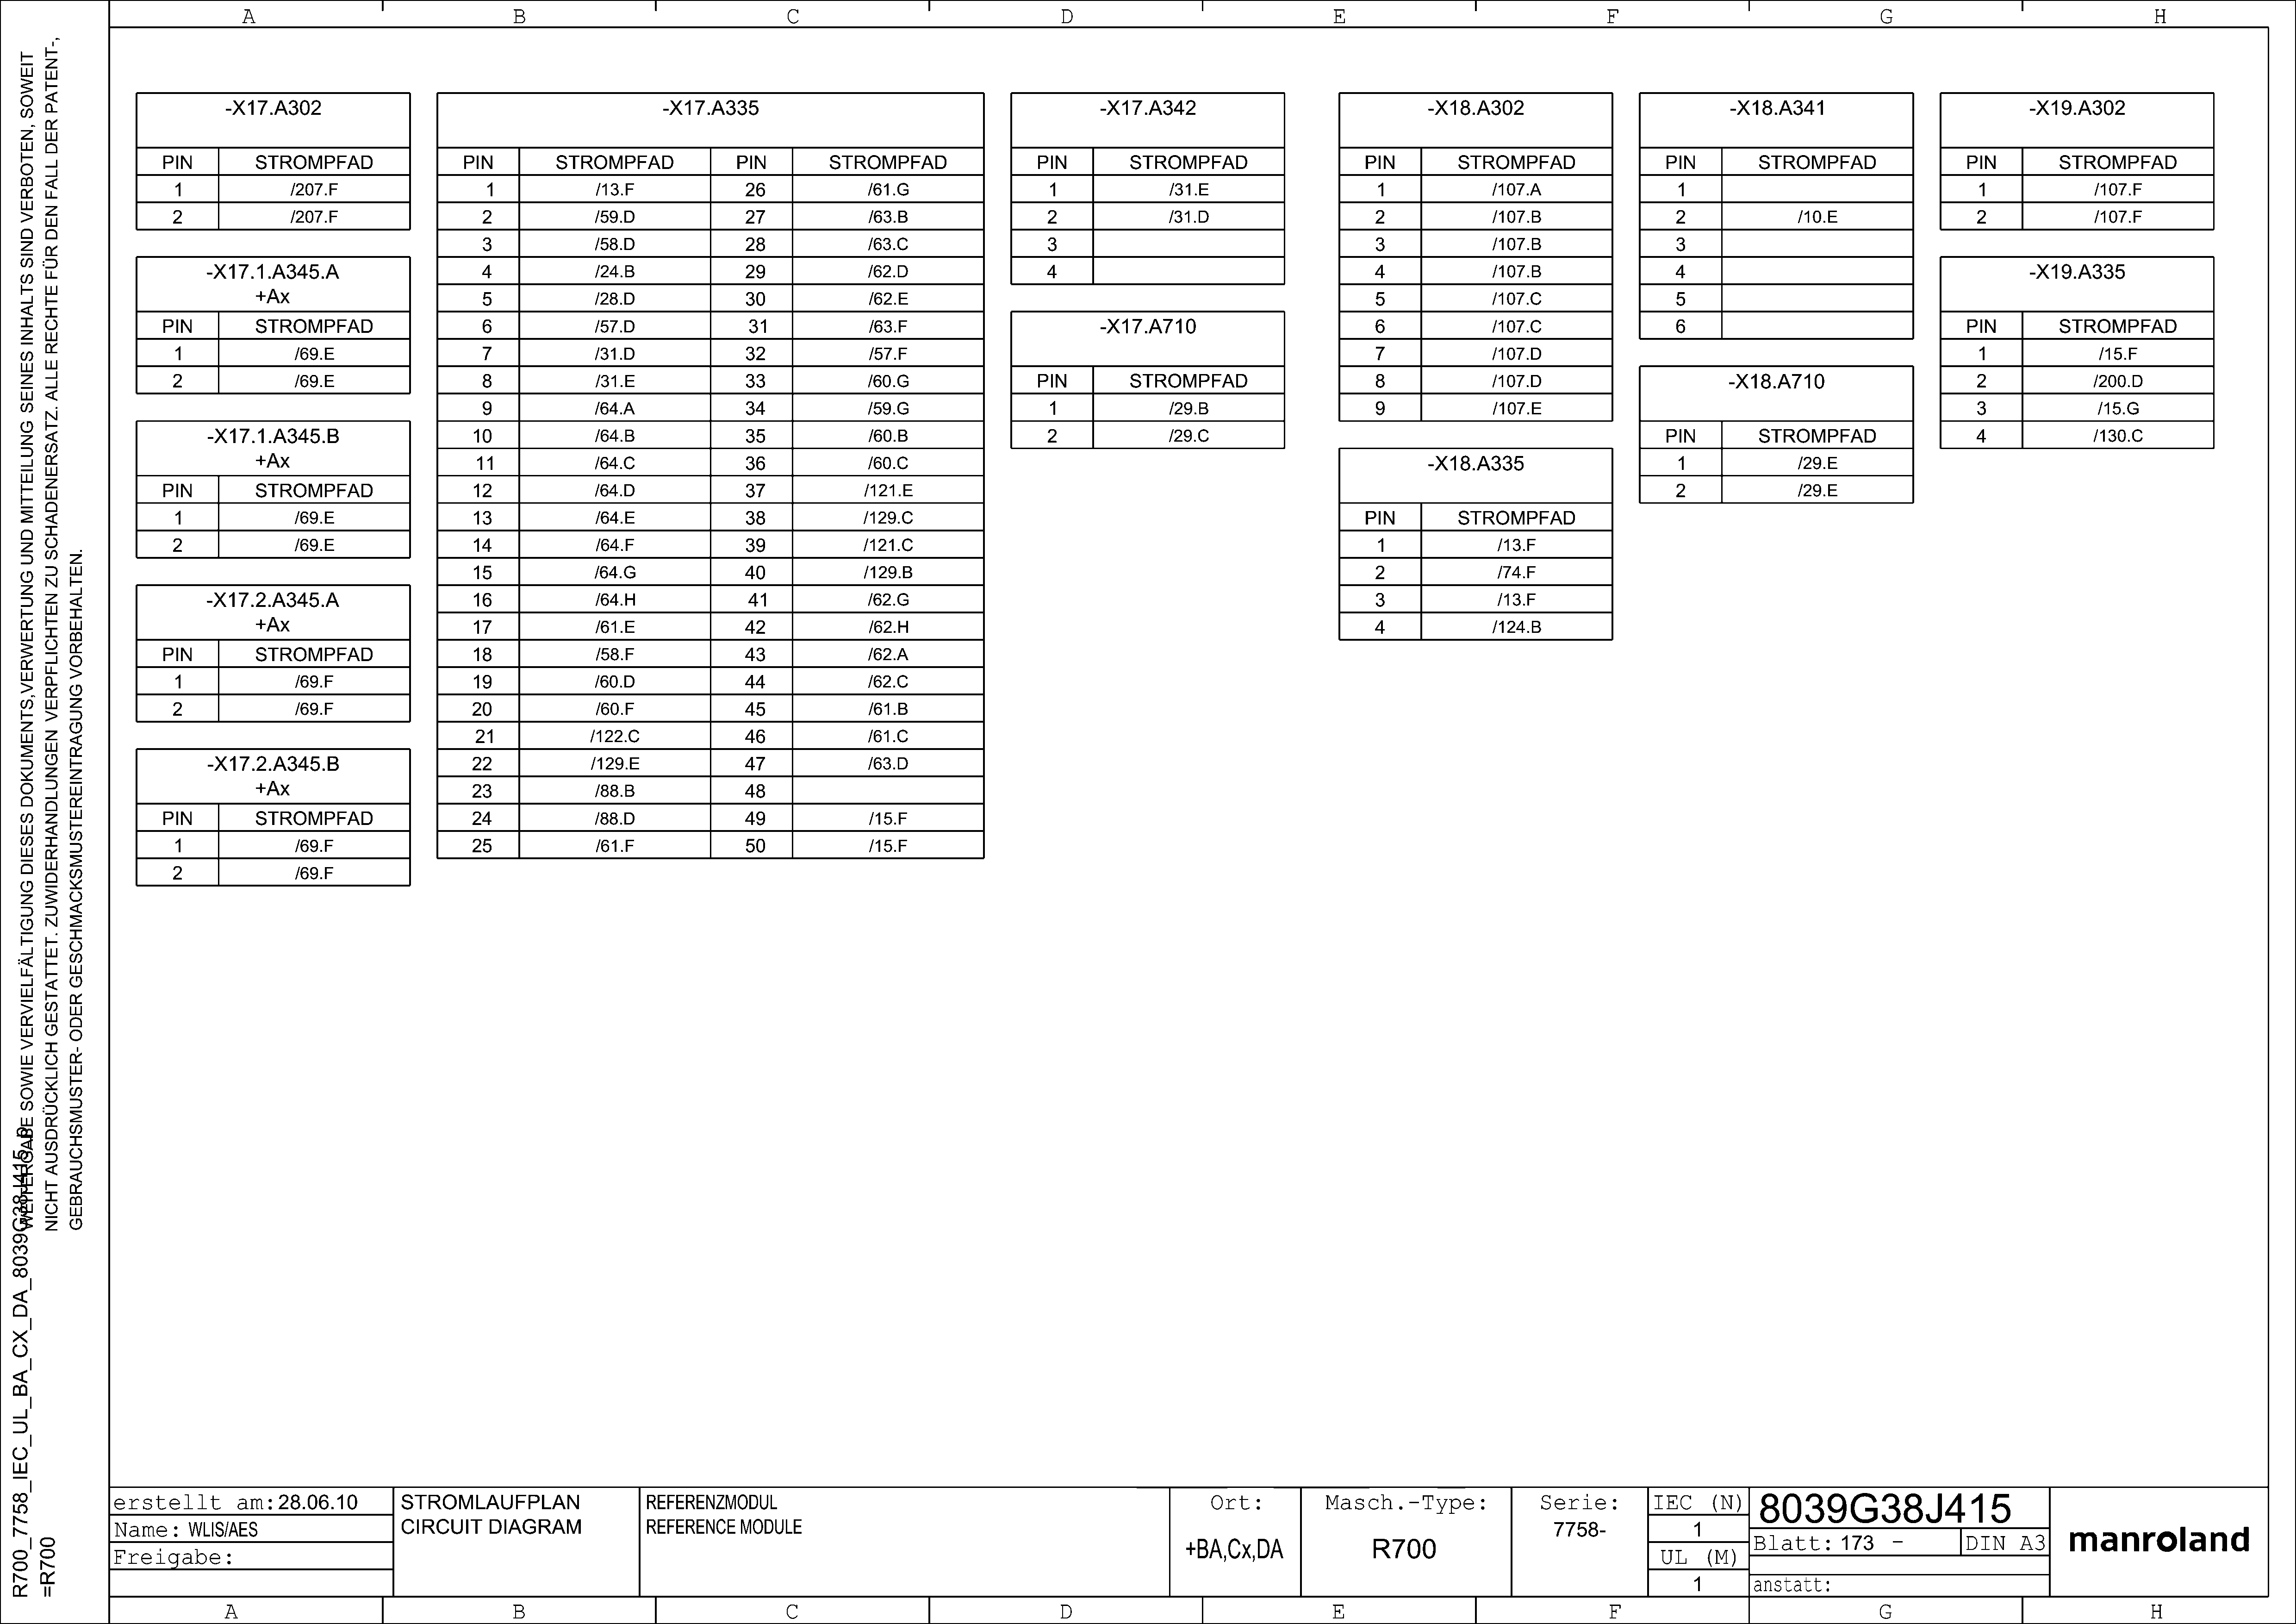 A B C D E F G H
-X17.A302
PIN STROMPFAD
1 /207.F
2 /207.F
-X17.1.A345.A
+Ax
PIN STROMPFAD
1 /69.E
2 /69.E
-X17.1.A345.B
+Ax
PIN STROMPFAD
1 /69.E
2 /69.E
-X17.2.A345.A
+Ax
PIN STROMPFAD
1 /69.F
2 /69.F
-X17.2.A345.B
+Ax
PIN STROMPFAD
1 /69.F
2 /69.F
-X17.A335
PIN STROMPFAD PIN STROMPFAD
1 /13.F 26 /61.G
2 /59.D 27 /63.B
3 /58.D 28 /63.C
4 /24.B 29 /62.D
5 /28.D 30 /62.E
6 /57.D 31 /63.F
7 /31.D 32 /57.F
8 /31.E 33 /60.G
9 /64.A 34 /59.G
10 /64.B 35 /60.B
11 /64.C 36 /60.C
12 /64.D 37 /121.E
13 /64.E 38 /129.C
14 /64.F 39 /121.C
15 /64.G 40 /129.B
16 /64.H 41 /62.G
17 /61.E 42 /62.H
18 /58.F 43 /62.A
19 /60.D 44 /62.C
20 /60.F 45 /61.B
21 /122.C 46 /61.C
22 /129.E 47 /63.D
23 /88.B 48
24 /88.D 49 /15.F
25 /61.F 50 /15.F
-X17.A342
PIN STROMPFAD
1 /31.E
2 /31.D
3
4
-X17.A710
PIN STROMPFAD
1 /29.B
2 /29.C
-X18.A302
PIN STROMPFAD
1 /107.A
2 /107.B
3 /107.B
4 /107.B
5 /107.C
6 /107.C
7 /107.D
8 /107.D
9 /107.E
-X18.A335
PIN STROMPFAD
1 /13.F
2 /74.F
3 /13.F
4 /124.B
-X18.A341
PIN STROMPFAD
1
2 /10.E
3
4
5
6
-X18.A710
PIN STROMPFAD
1 /29.E
2 /29.E
-X19.A302
PIN STROMPFAD
1 /107.F
2 /107.F
-X19.A335
PIN STROMPFAD
1 /15.F
2 /200.D
3 /15.G
4 /130.C
WEITERGABE SOWIE VERVIELFÄLTIGUNG DIESES DOKUMENTS,VERWERTUNG UND MITTEILUNG SEINES INHALTS SIND VERBOTEN, SOWEIT
NICHT AUSDRÜCKLICH GESTATTET. ZUWIDERHANDLUNGEN VERPFLICHTEN ZU SCHADENERSATZ. ALLE RECHTE FÜR DEN FALL DER PATENT-,
GEBRAUCHSMUSTER- ODER GESCHMACKSMUSTEREINTRAGUNG VORBEHALTEN.
R700_7758_IEC_UL_BA_CX_DA_8039G38J415_D
=R700
erstellt am: 28.06.10
Name: WLIS/AES
Freigabe:
STROMLAUFPLAN
CIRCUIT DIAGRAM
REFERENZMODUL
REFERENCE MODULE
Ort:
+BA,Cx,DA
Masch.-Type:
R700
Serie:
7758-
IEC (N)
1
UL (M)
1
8039G38J415
Blatt: 173 - DIN A3
anstatt:
manroland
A B C D E F G H